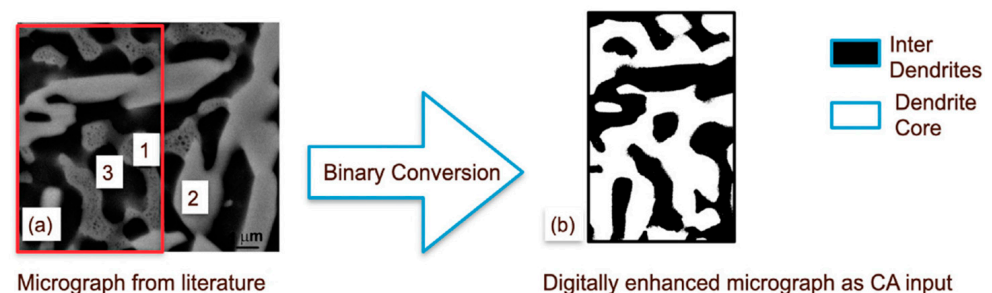 1
3
2
(a)
μm
Micrograph from literature
Binary Conversion
(b)
Digitally enhanced micrograph as CA input
Inter
Dendrites
Dendrite
Core